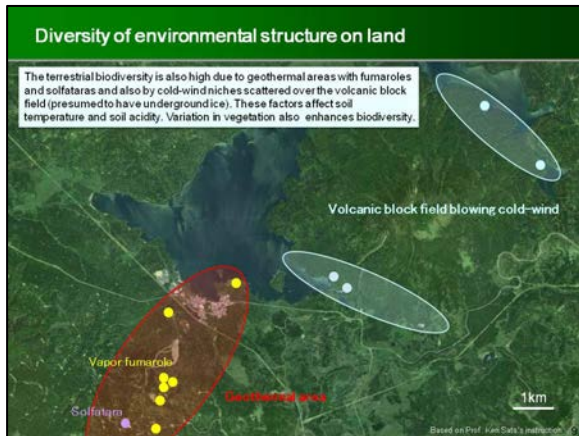 Diversity of environmental structure on land
The terrestrial biodiversity is also high due to geothermal areas with fumaroles
and solfataras and also by cold-wind niches scattered over the volcanic block
field (presumed to have underground ice). These factors affect soil
temperature and soil acidity. Variation in vegetation also enhances biodiversity.
Volcanic block field blowing cold-wind
Vapor fumarole
Geothermal area
Solfatara
1km
Based on Prof. Ken Sato's instruction